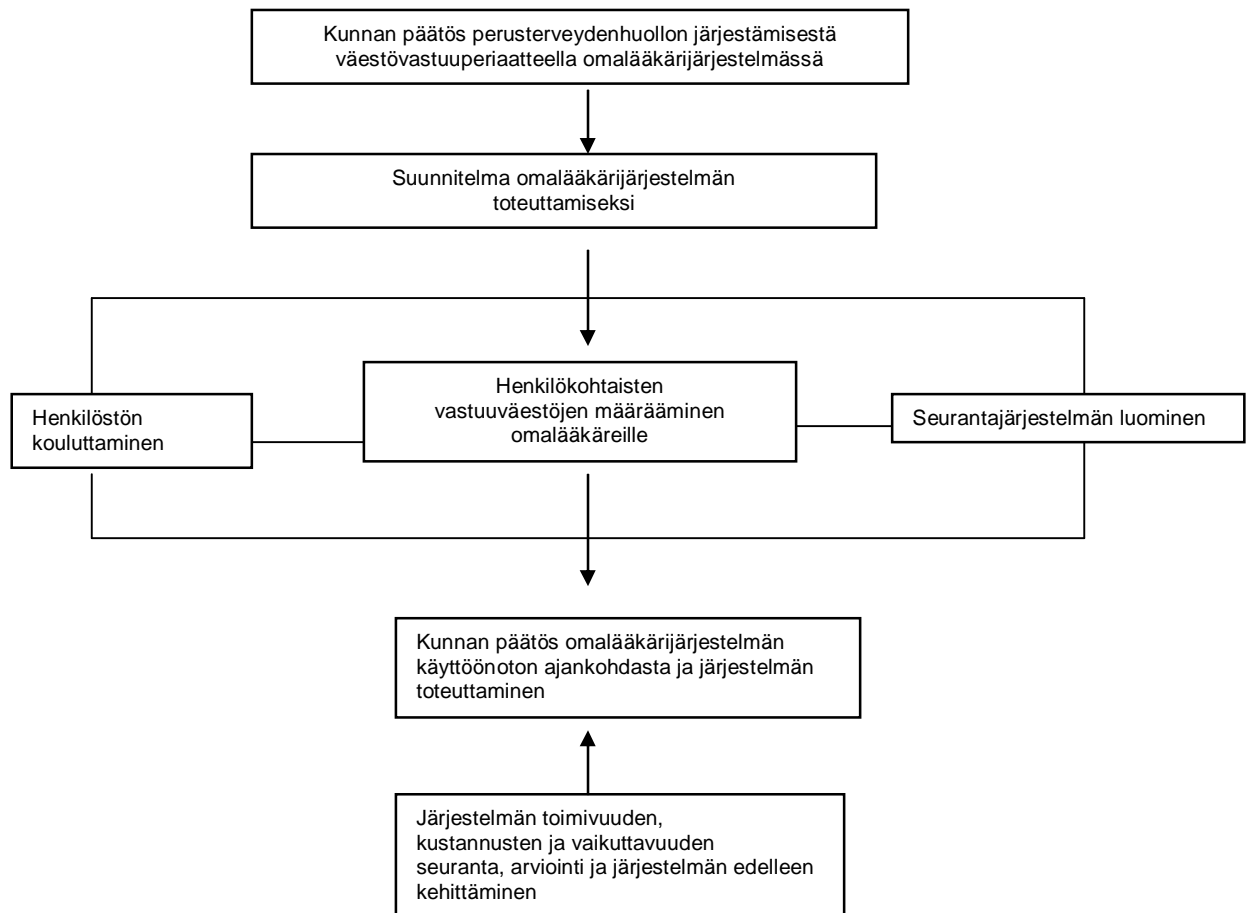 Kunnan päätös perusterveydenhuollon järjestämisestä
väestövastuuperiaatteella omalääkärijärjestelmässä
Suunnitelma omalääkärijärjestelmän
toteuttamiseksi
Henkilöstön
kouluttaminen
Henkilökohtaisten
vastuuväestöjen määrääminen
omalääkäreille
Seurantajärjestelmän luominen
Kunnan päätös omalääkärijärjestelmän
käyttöönoton ajankohdasta ja järjestelmän
toteuttaminen
Järjestelmän toimivuuden,
kustannusten ja vaikuttavuuden
seuranta, arviointi ja järjestelmän edelleen
kehittäminen